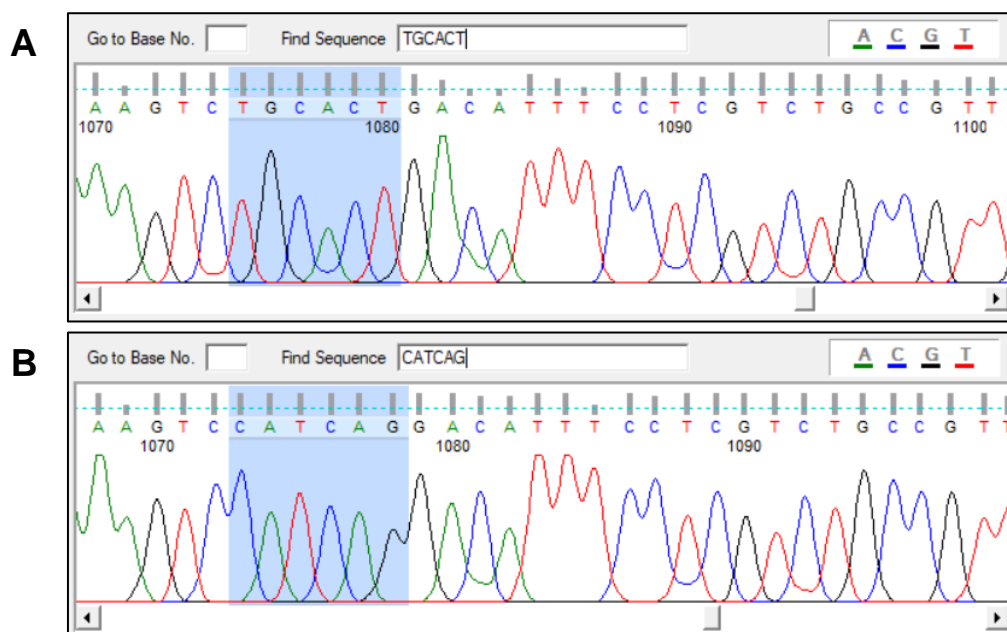 A
Go to Base No. Find Sequence TGCACT A C G T
A A G T C T G C A C T G A C A T T T C C T C G T C T G C C G T T
1070 1080 1090 1100
B
Go to Base No. Find Sequence CATCAG A C G T
A A G T C C A T C A G G A C A T T T C C T C G T C T G C C G T T
1070 1080 1090